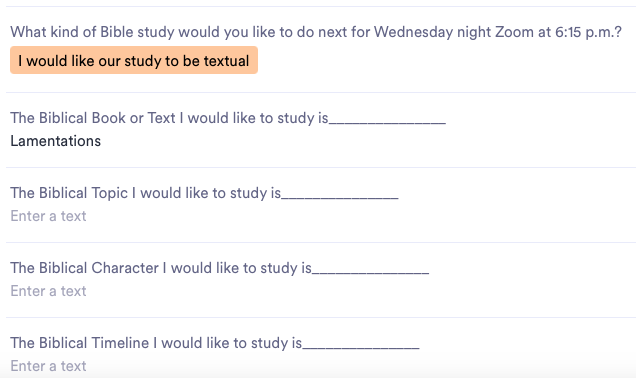 What kind of Bible study would you like to do next for Wednesday night Zoom at 6:15 p.m.?
I would like our study to be textual
The Biblical Book or Text I would like to study is_______________
Lamentations
The Biblical Topic I would like to study is_______________
Enter a text
The Biblical Character I would like to study is_______________
Enter a text
The Biblical Timeline I would like to study is_______________
Enter a text